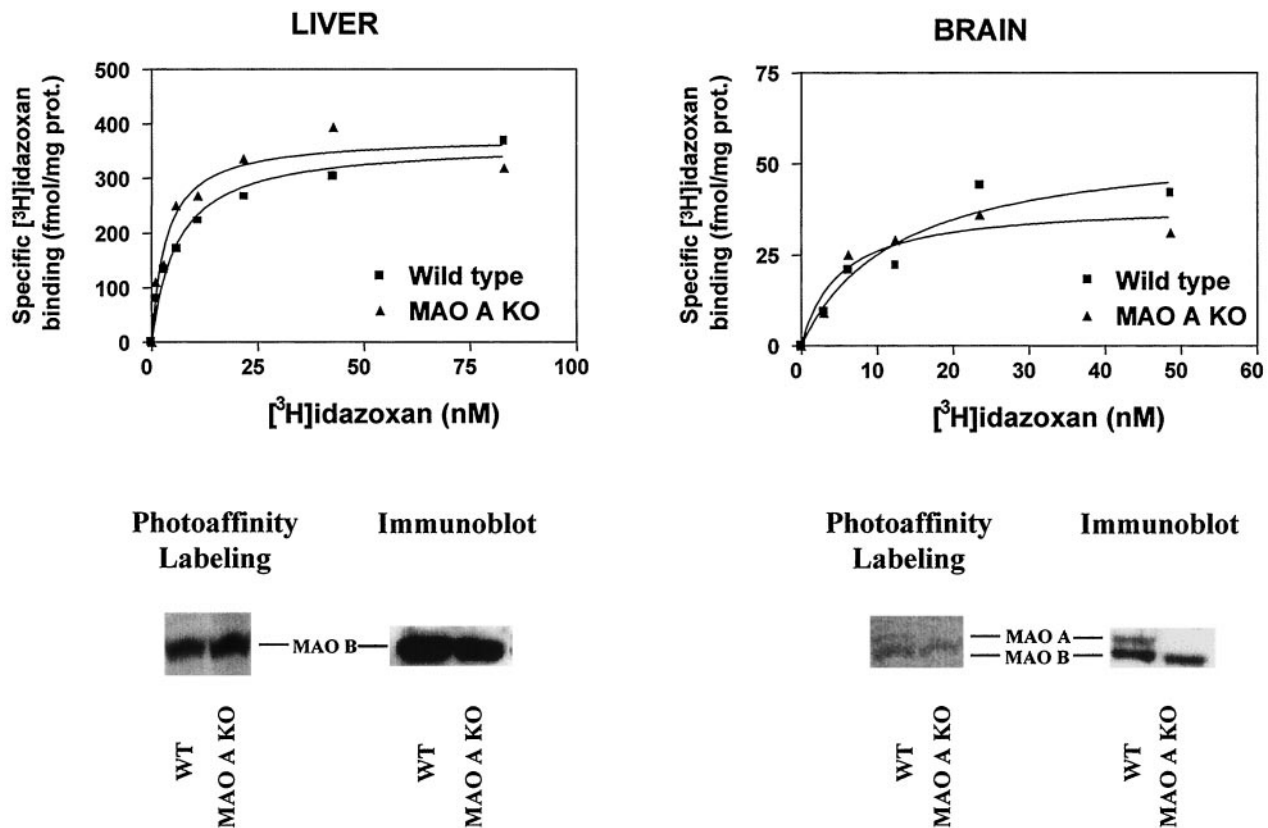 LIVER
Specific [³H]idazoxan
binding (fmol/mg prot.)
500
400
300
200
100
0
0
25
50
75
100
Wild type
MAO A KO
[³H]idazoxan (nM)
BRAIN
Specific [³H]idazoxan
binding (fmol/mg prot.)
75
50
25
0
0
10
20
30
40
50
60
Wild type
MAO A KO
[³H]idazoxan (nM)
Photoaffinity
Labeling
Immunoblot
MAO B
WT
MAO A KO
WT
MAO A KO
Photoaffinity
Labeling
Immunoblot
MAO A
MAO B
WT
MAO A KO
WT
MAO A KO